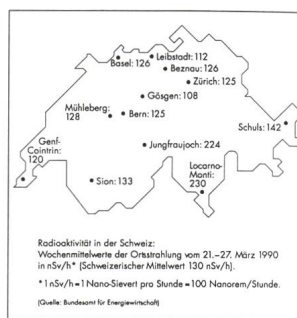 Leibstadt: 112
Basel: 126
Beznau: 126
Zürich: 125
Gösgen: 108
Mühleberg:
128
Bern: 125
Schuls: 142
Genf-
Cointrin:
120
Jungfraujoch: 224
Sion: 133
Locarno-
Monti:
230
Radioaktivität in der Schweiz:
Wochenmittelwerte der Ortsstrahlung vom 21.–27. März 1990
in nSv/h* (Schweizerischer Mittelwert 130 nSv/h).
* 1 nSv/h = 1 Nano-Sievert pro Stunde = 100 Nanorem/Stunde.
(Quelle: Bundesamt für Energiewirtschaft)